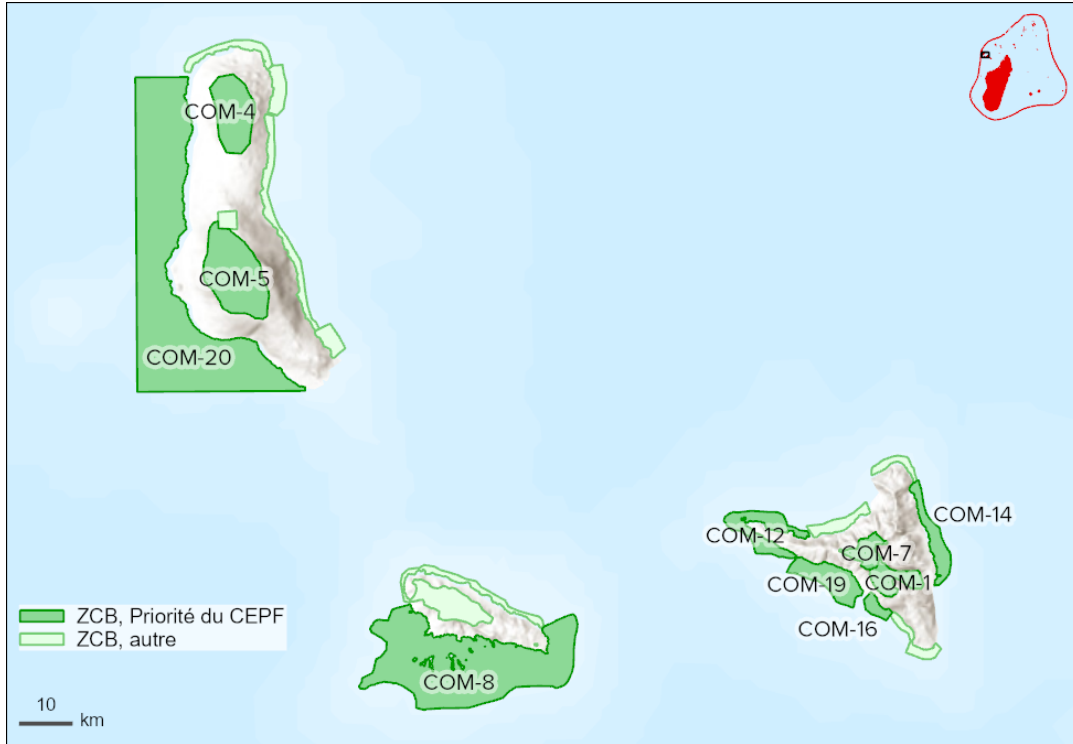 COM-4
COM-5
COM-20
COM-14
COM-12
COM-7
COM-19
COM-1
COM-16
COM-8
ZCB, Priorité du CEPF
ZCB, autre
10
km